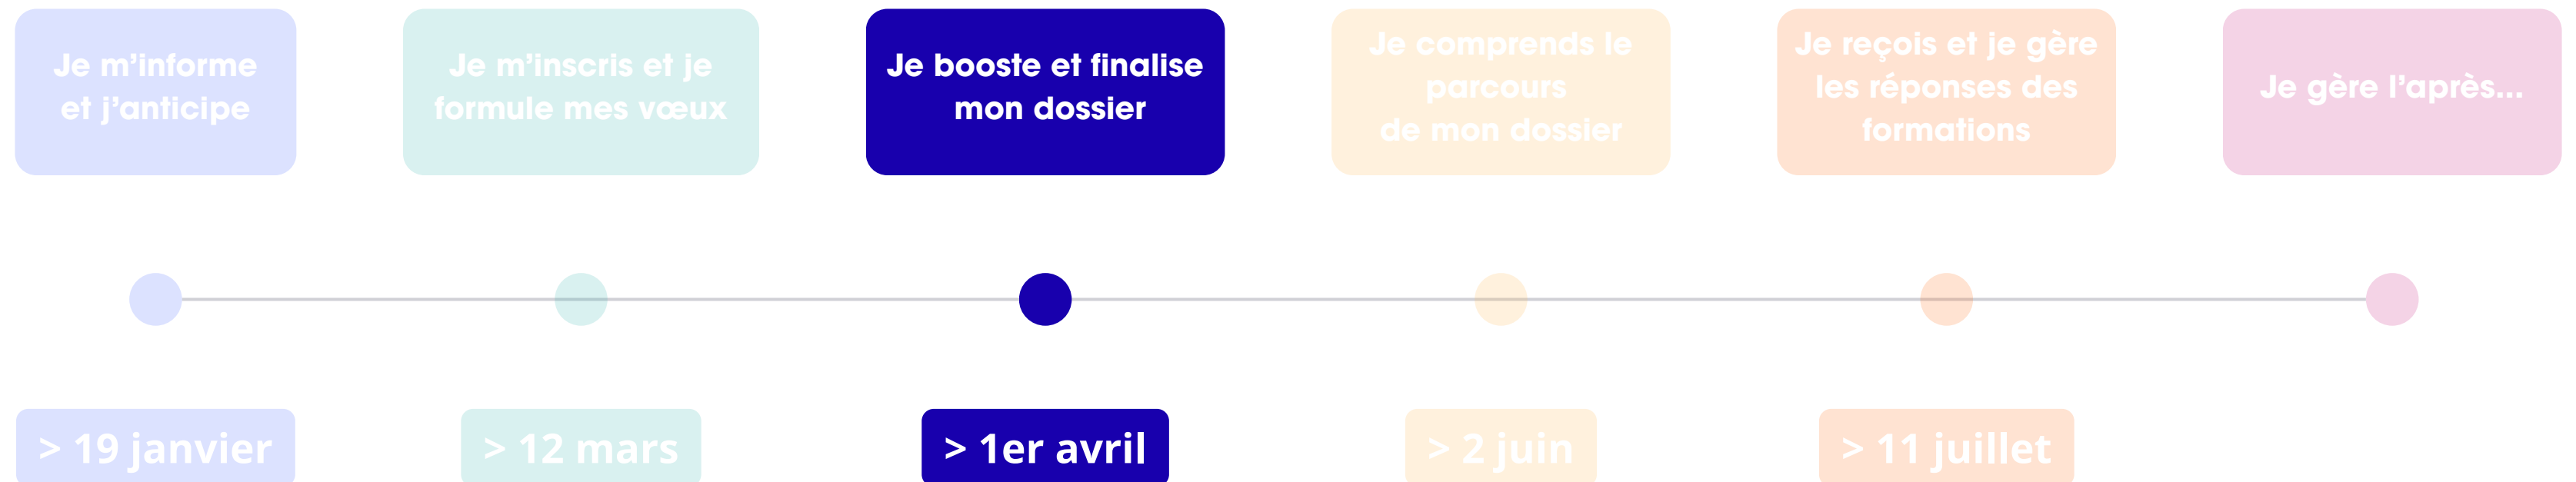 Je m'informe
et j'anticipe
Je m'inscris et je
formule mes vœux
Je booste et finalise
mon dossier
Je comprends le
parcours
de mon dossier
Je reçois et je gère
les réponses des
formations
Je gère l'après...
> 19 janvier
> 12 mars
> 1er avril
> 2 juin
> 11 juillet